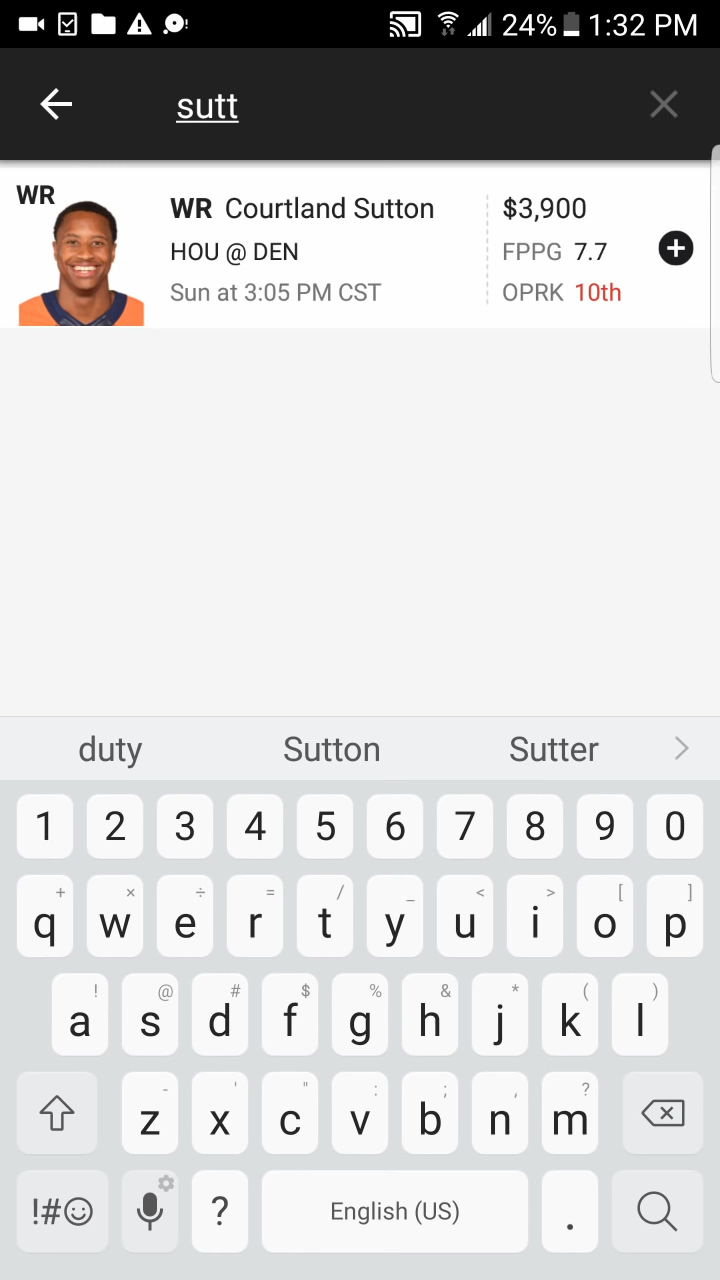 24% 1:32 PM
sutt
WR
WR Courtland Sutton $3,900
HOU @ DEN FPPG 7.7
Sun at 3:05 PM CST OPRK 10th
duty Sutton Sutter
1 2 3 4 5 6 7 8 9 0
+ × ÷ = / _ < > [ ]
q w e r t y u i o p
! @ # $ % & * ( )
a s d f g h j k l
- ' " : ; , ?
z x c v b n m
!#☺ ? English (US) .